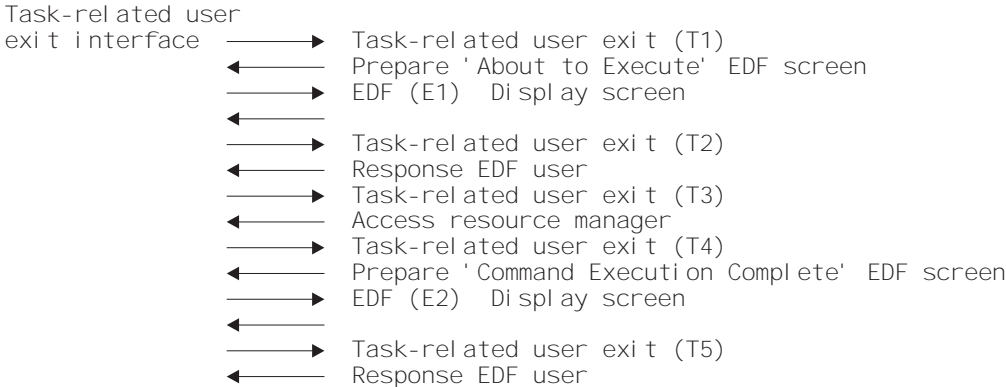 Task-related user
exit interface
Task-related user exit (T1)
Prepare 'About to Execute' EDF screen
EDF (E1) Display screen
Task-related user exit (T2)
Response EDF user
Task-related user exit (T3)
Access resource manager
Task-related user exit (T4)
Prepare 'Command Execution Complete' EDF screen
EDF (E2) Display screen
Task-related user exit (T5)
Response EDF user